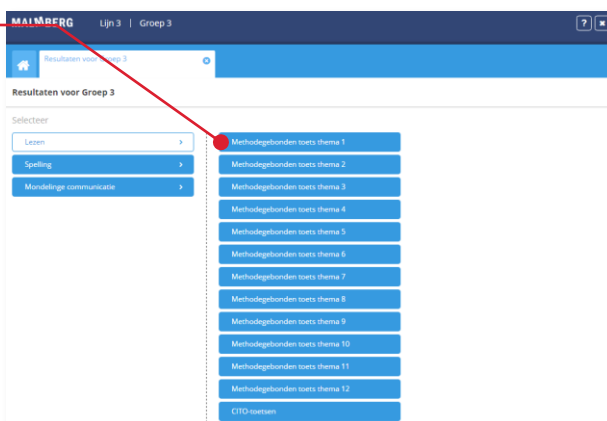 MALMBERG Lijn 3 | Groep 3 ?
Resultaten voor Groep 3
Resultaten voor Groep 3
Selecteer
Lezen
Spelling
Mondelinge communicatie
Methodegebonden toets thema 1
Methodegebonden toets thema 2
Methodegebonden toets thema 3
Methodegebonden toets thema 4
Methodegebonden toets thema 5
Methodegebonden toets thema 6
Methodegebonden toets thema 7
Methodegebonden toets thema 8
Methodegebonden toets thema 9
Methodegebonden toets thema 10
Methodegebonden toets thema 11
Methodegebonden toets thema 12
CITO-toetsen